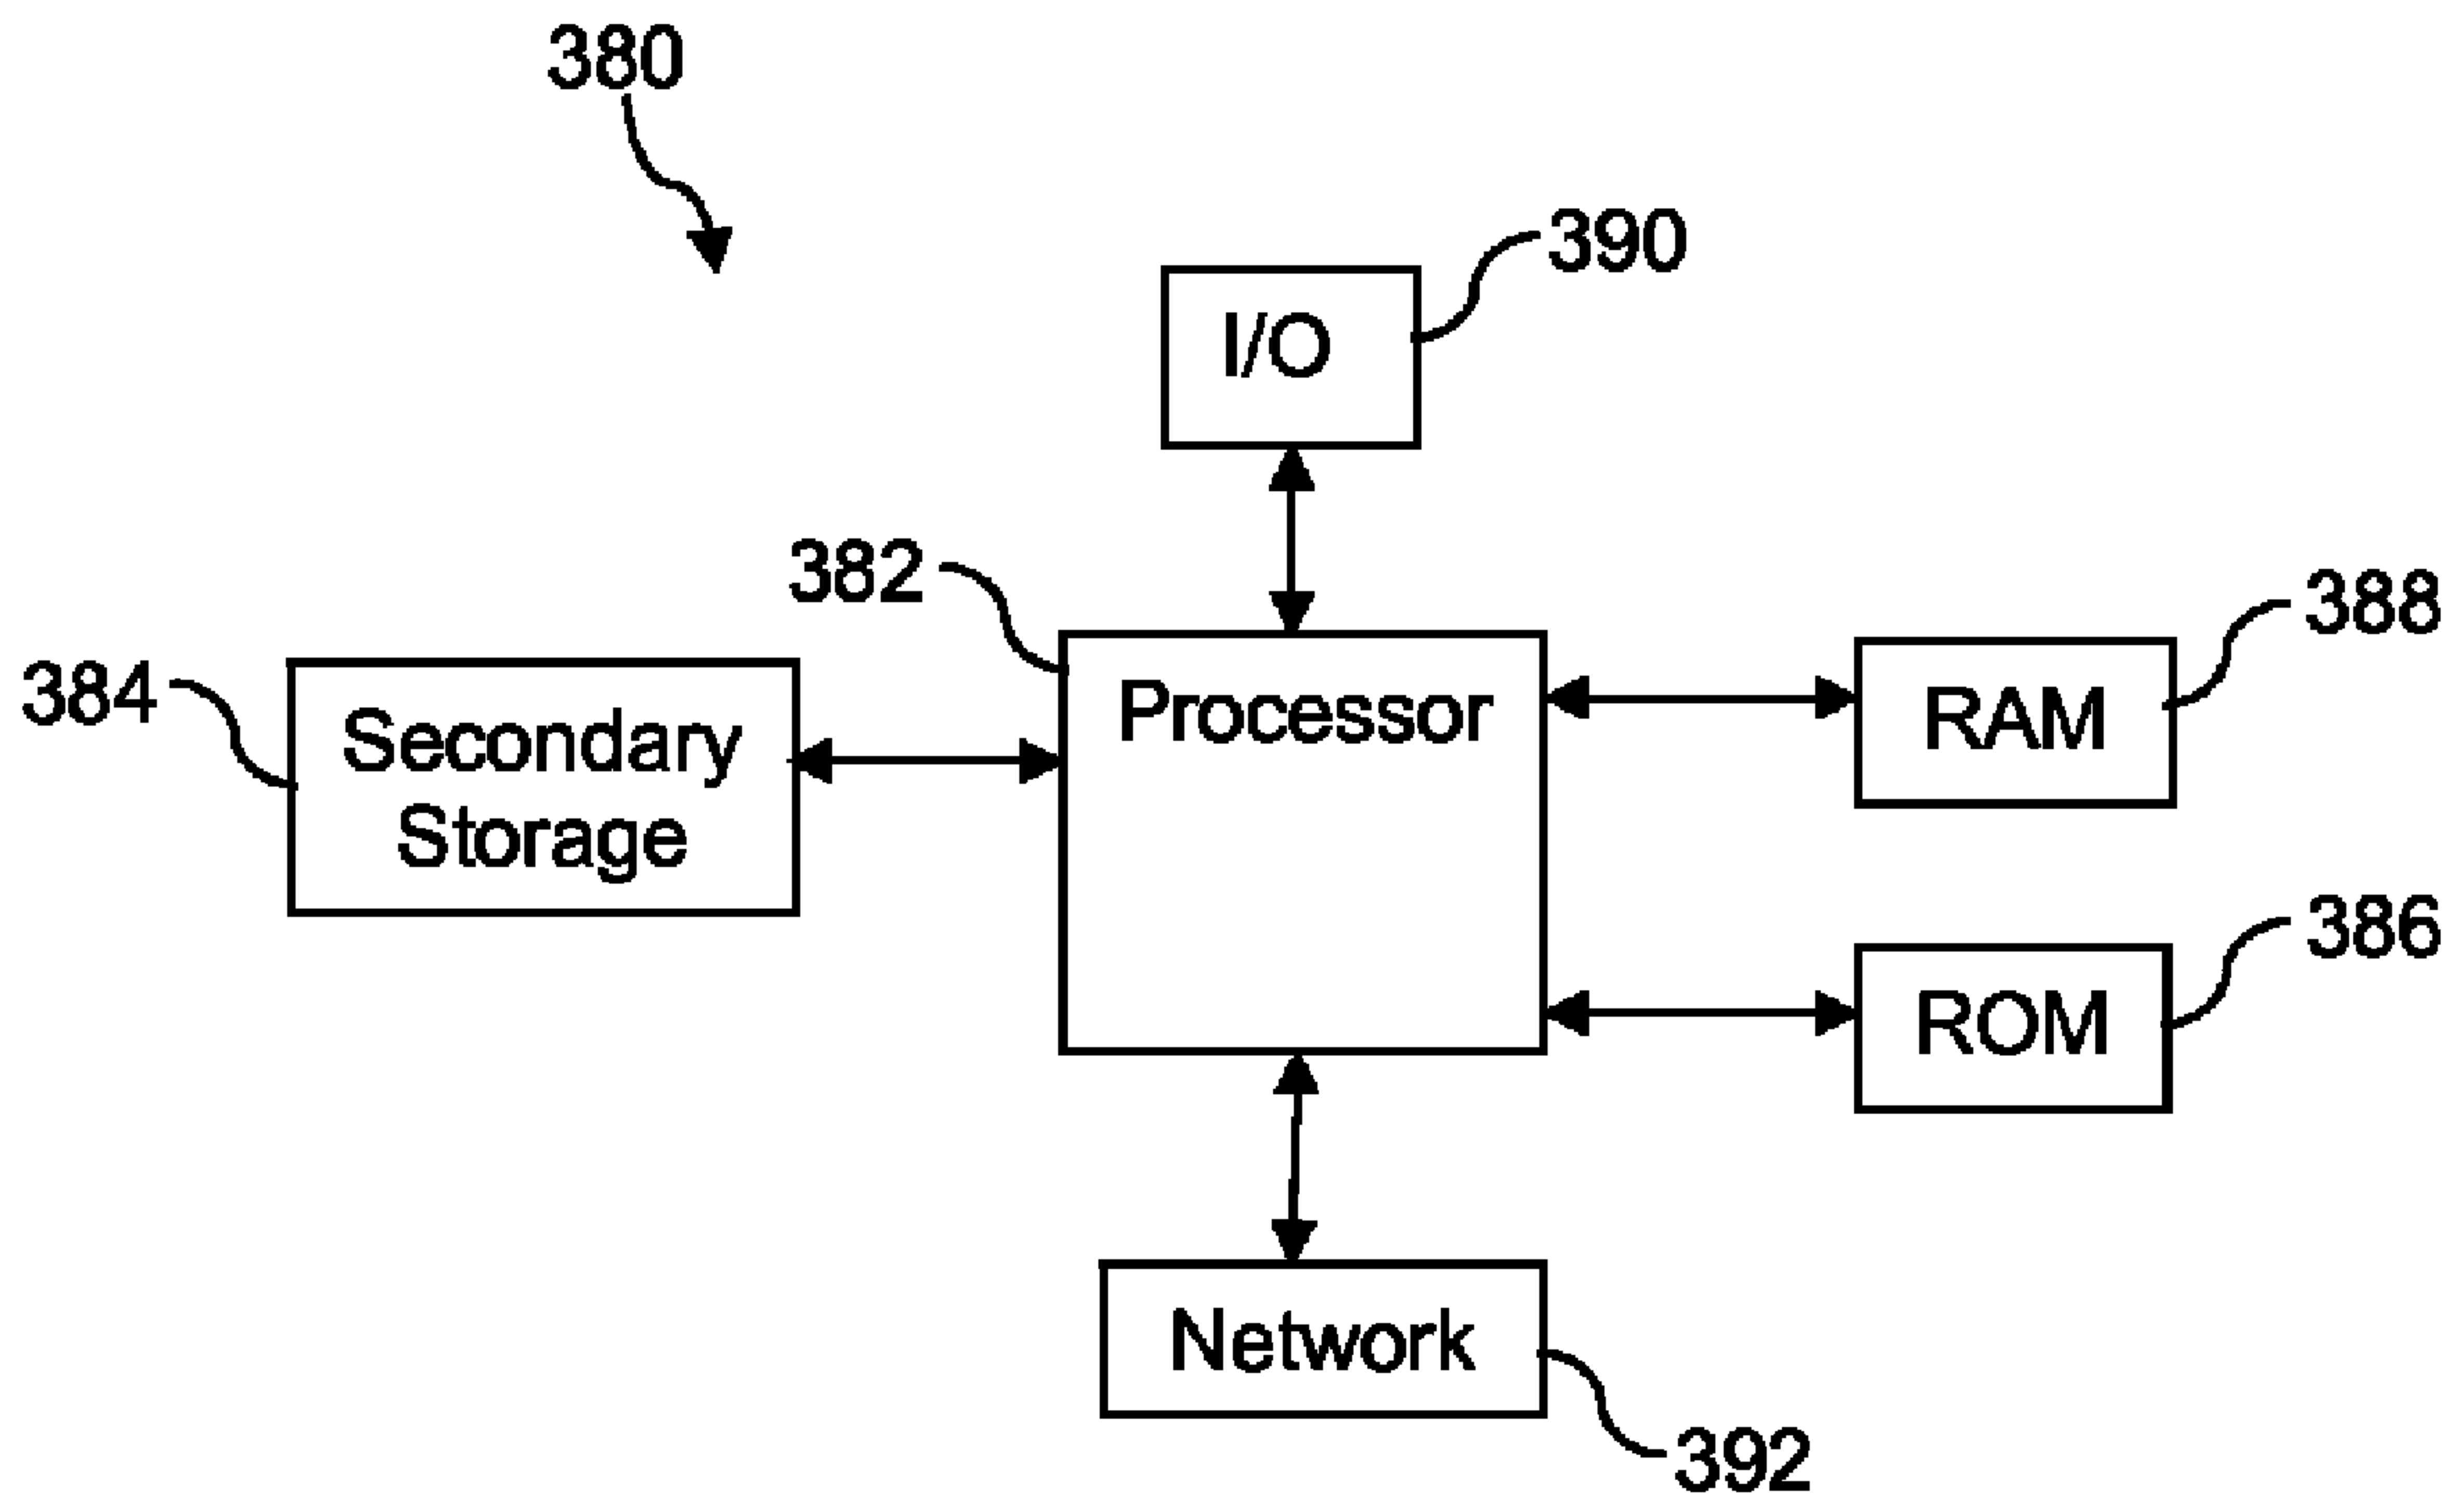 380
390
I/O
382
388
384
Processor
RAM
Secondary
Storage
386
ROM
Network
392